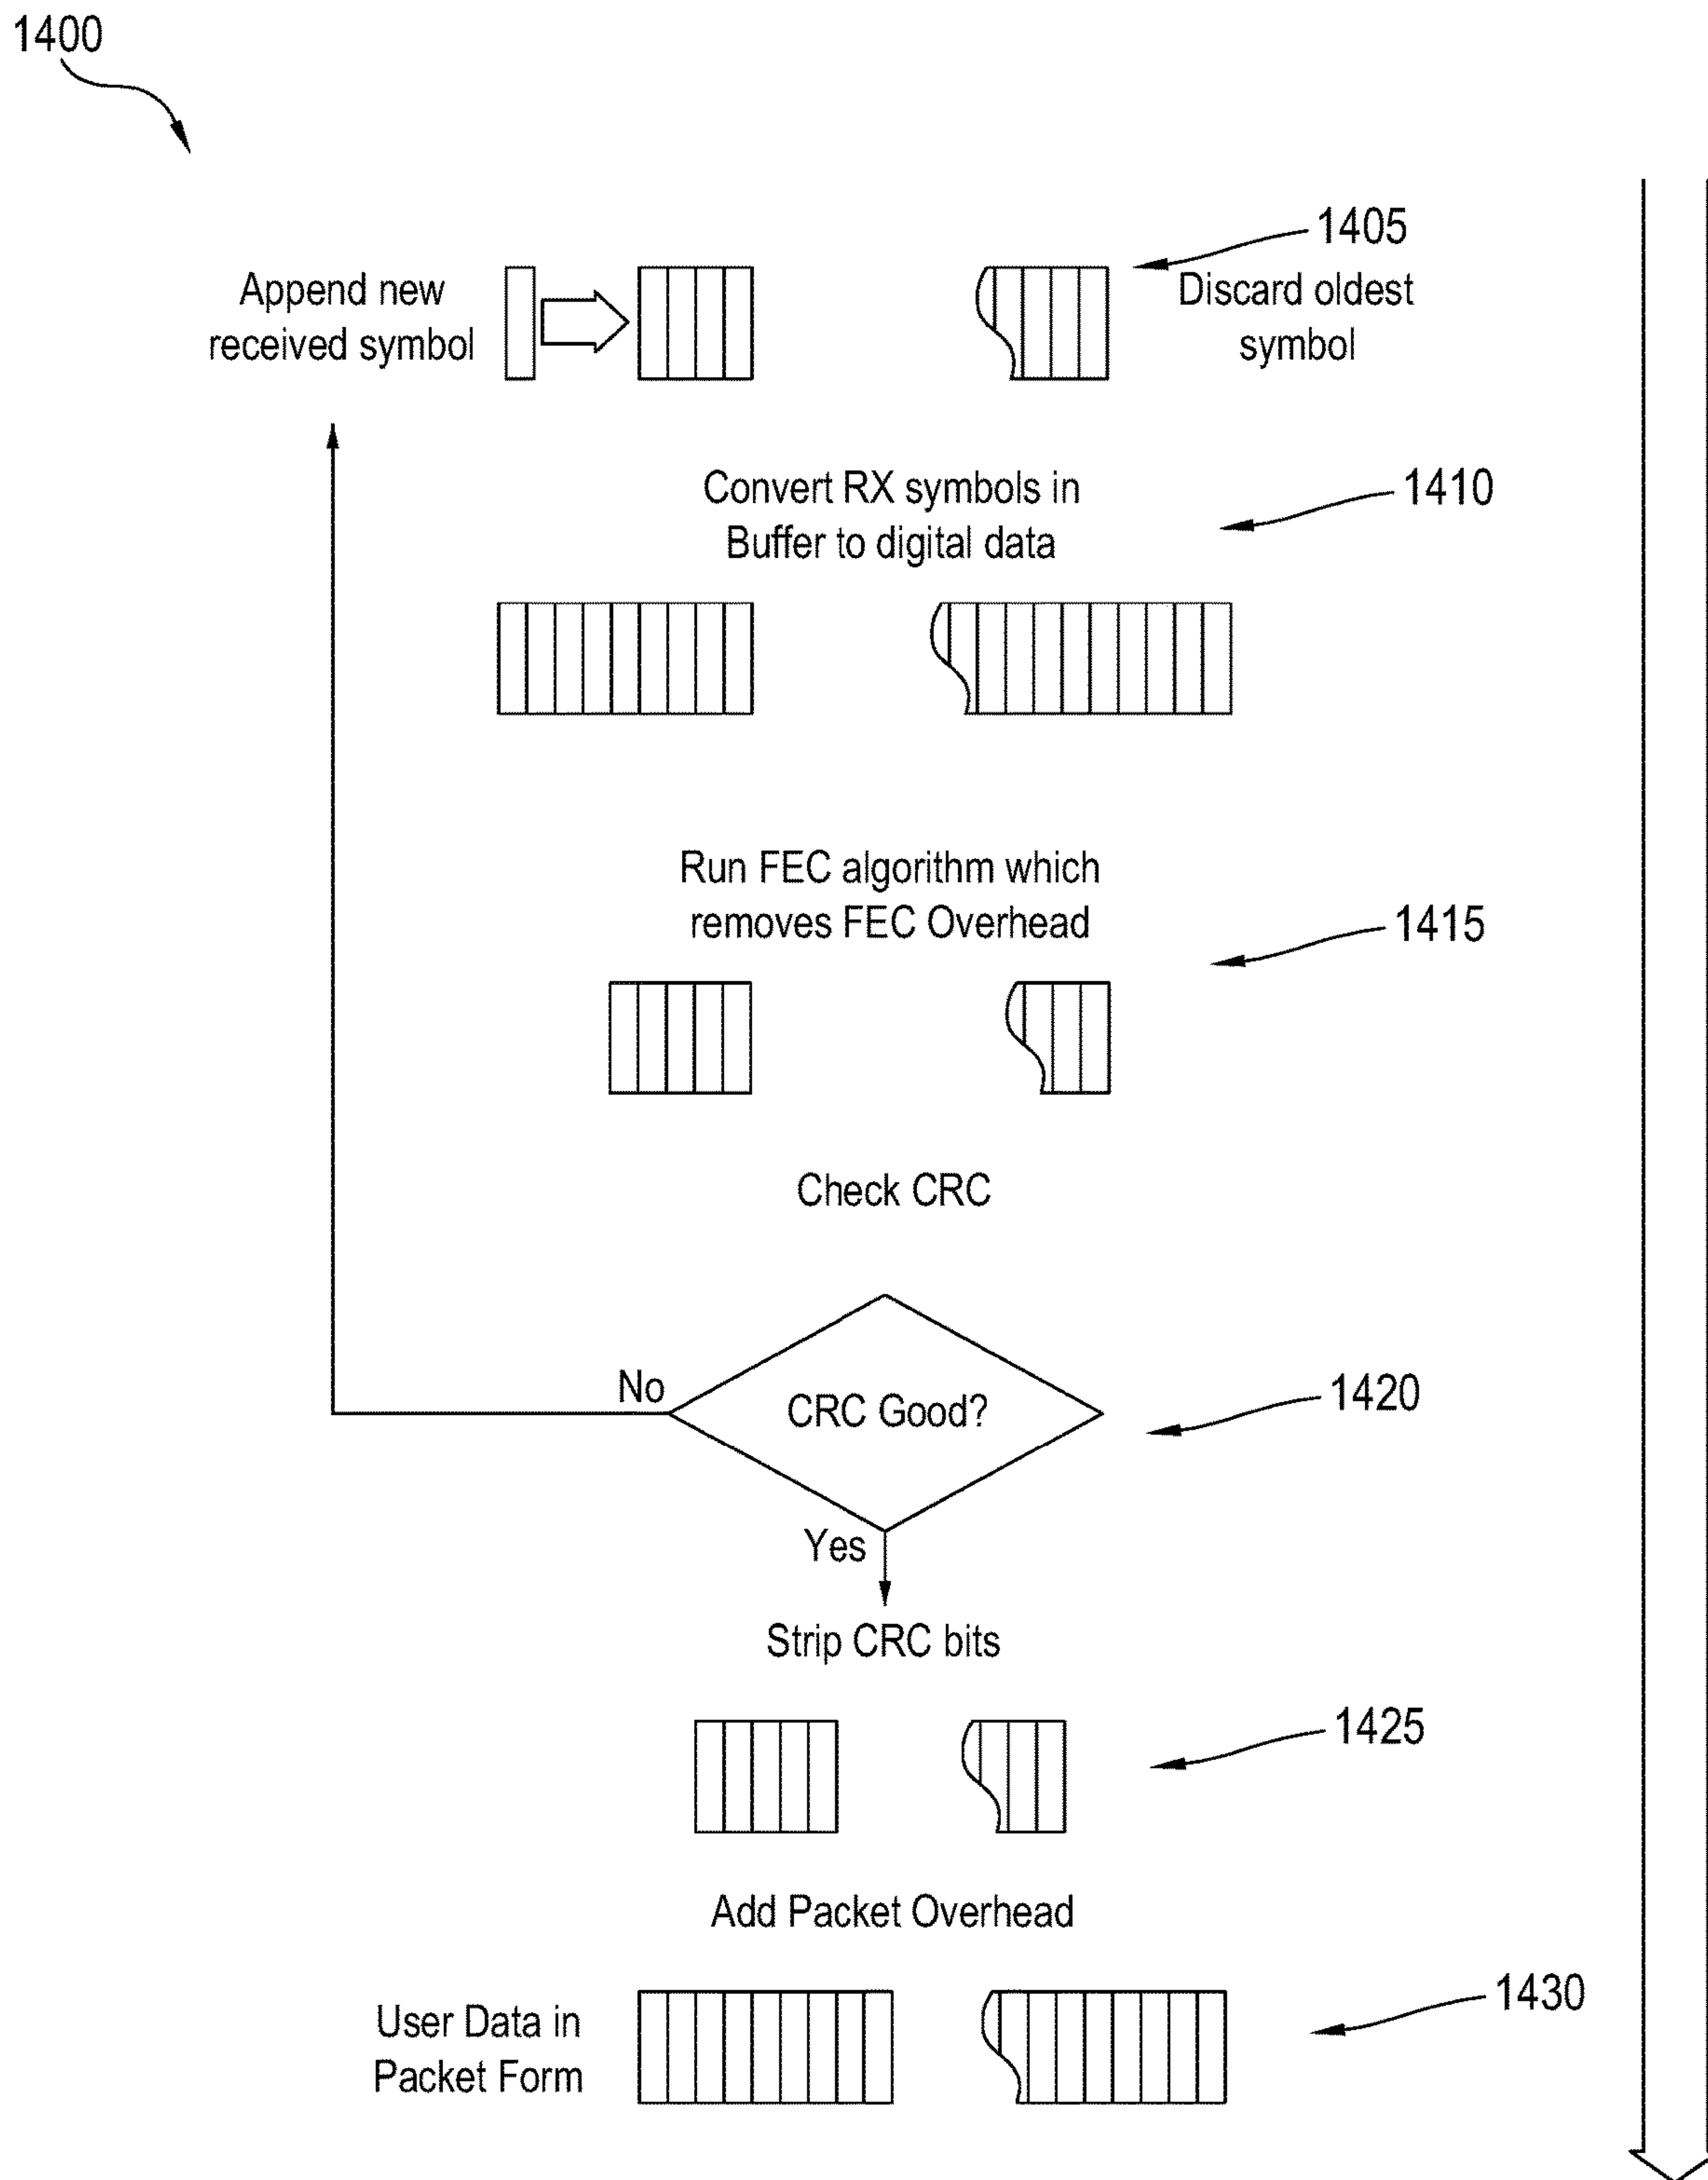 1400
1405
Append new
received symbol
Discard oldest
symbol
Convert RX symbols in
Buffer to digital data
1410
Run FEC algorithm which
removes FEC Overhead
1415
Check CRC
No
CRC Good?
1420
Yes
Strip CRC bits
1425
Add Packet Overhead
User Data in
Packet Form
1430